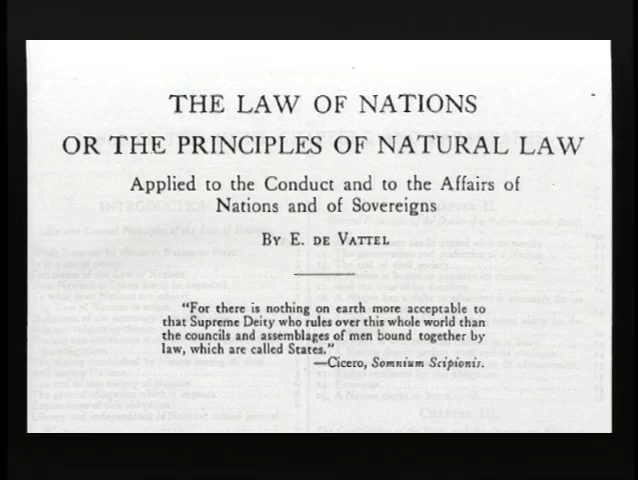 THE LAW OF NATIONS
OR THE PRINCIPLES OF NATURAL LAW
Applied to the Conduct and to the Affairs of
Nations and of Sovereigns
BY E. DE VATTEL
"For there is nothing on earth more acceptable to
that Supreme Deity who rules over this whole world than
the councils and assemblages of men bound together by
law, which are called States."
—Cicero, Somnium Scipionis.